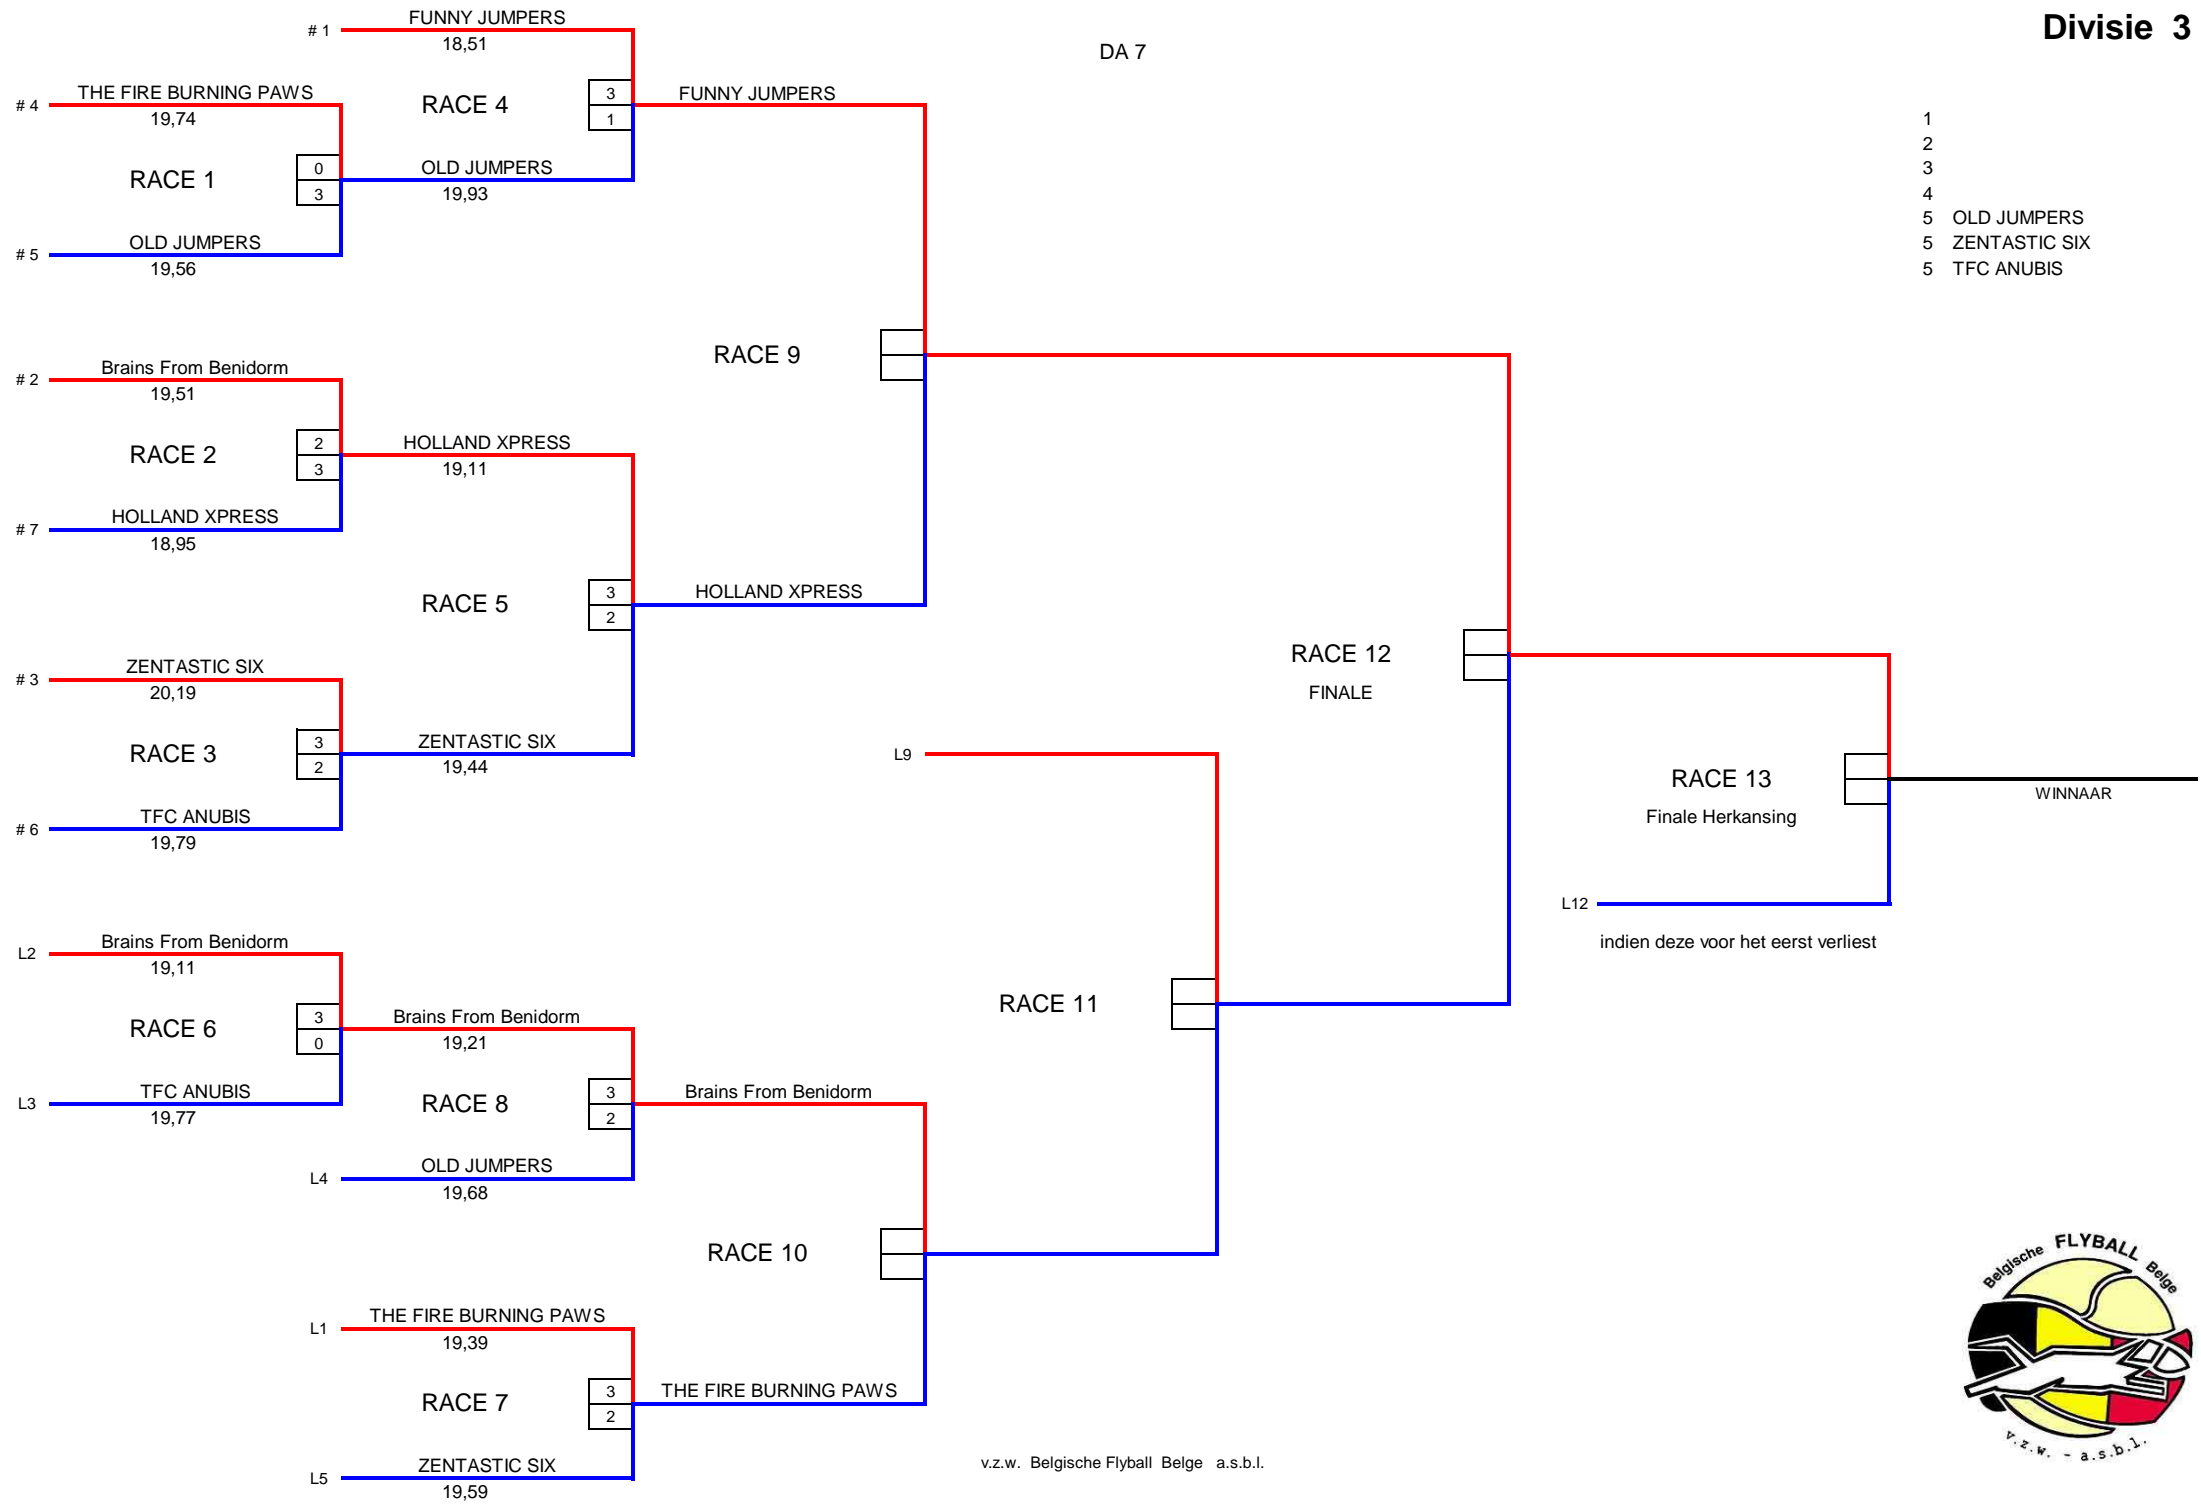 Divisie 3
DA 7
# 1
FUNNY JUMPERS
18,51
# 4
THE FIRE BURNING PAWS
19,74
RACE 4
3
1
FUNNY JUMPERS
RACE 1
0
3
OLD JUMPERS
19,93
# 5
OLD JUMPERS
19,56
1
2
3
4
5 OLD JUMPERS
5 ZENTASTIC SIX
5 TFC ANUBIS
# 2
Brains From Benidorm
19,51
RACE 9
RACE 2
2
3
HOLLAND XPRESS
19,11
# 7
HOLLAND XPRESS
18,95
RACE 5
3
2
HOLLAND XPRESS
# 3
ZENTASTIC SIX
20,19
RACE 12
FINALE
RACE 3
3
2
ZENTASTIC SIX
19,44
L9
RACE 13
Finale Herkansing
WINNAAR
# 6
TFC ANUBIS
19,79
L12
indien deze voor het eerst verliest
L2
Brains From Benidorm
19,11
RACE 6
3
0
Brains From Benidorm
19,21
RACE 11
L3
TFC ANUBIS
19,77
RACE 8
3
2
Brains From Benidorm
L4
OLD JUMPERS
19,68
RACE 10
L1
THE FIRE BURNING PAWS
19,39
RACE 7
3
2
THE FIRE BURNING PAWS
L5
ZENTASTIC SIX
19,59
v.z.w. Belgische Flyball Belge a.s.b.l.
Belgische FLYBALL Belge
v.z.w. - a.s.b.l.